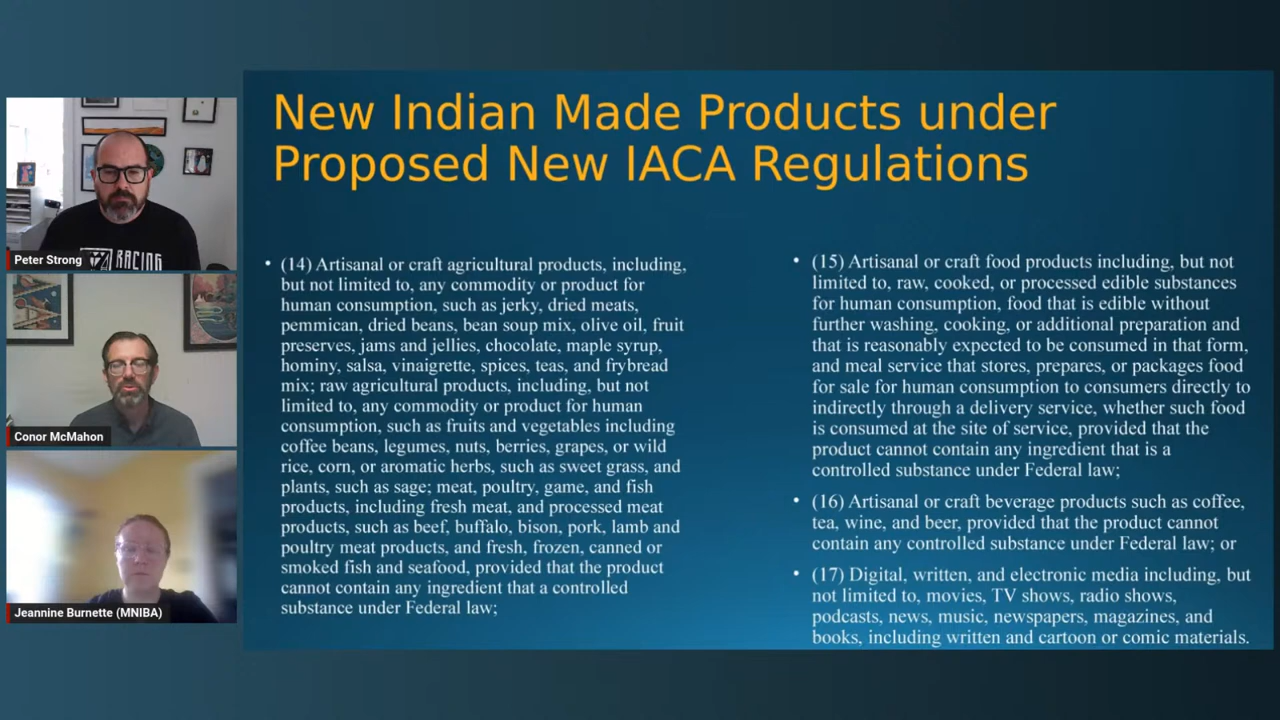 New Indian Made Products under
Proposed New IACA Regulations
RACING
Peter Strong
Conor McMahon
Jeannine Burnette (MNIBA)
• (14) Artisanal or craft agricultural products, including,
but not limited to, any commodity or product for
human consumption, such as jerky, dried meats,
pemmican, dried beans, bean soup mix, olive oil, fruit
preserves, jams and jellies, chocolate, maple syrup,
hominy, salsa, vinaigrette, spices, teas, and frybread
mix; raw agricultural products, including, but not
limited to, any commodity or product for human
consumption, such as fruits and vegetables including
coffee beans, legumes, nuts, berries, grapes, or wild
rice, corn, or aromatic herbs, such as sweet grass, and
plants, such as sage; meat, poultry, game, and fish
products, including fresh meat, and processed meat
products, such as beef, buffalo, bison, pork, lamb and
poultry meat products, and fresh, frozen, canned or
smoked fish and seafood, provided that the product
cannot contain any ingredient that a controlled
substance under Federal law;
• (15) Artisanal or craft food products including, but not
limited to, raw, cooked, or processed edible substances
for human consumption, food that is edible without
further washing, cooking, or additional preparation and
that is reasonably expected to be consumed in that form,
and meal service that stores, prepares, or packages food
for sale for human consumption to consumers directly to
indirectly through a delivery service, whether such food
is consumed at the site of service, provided that the
product cannot contain any ingredient that is a
controlled substance under Federal law;
• (16) Artisanal or craft beverage products such as coffee,
tea, wine, and beer, provided that the product cannot
contain any controlled substance under Federal law; or
• (17) Digital, written, and electronic media including, but
not limited to, movies, TV shows, radio shows,
podcasts, news, music, newspapers, magazines, and
books, including written and cartoon or comic materials.